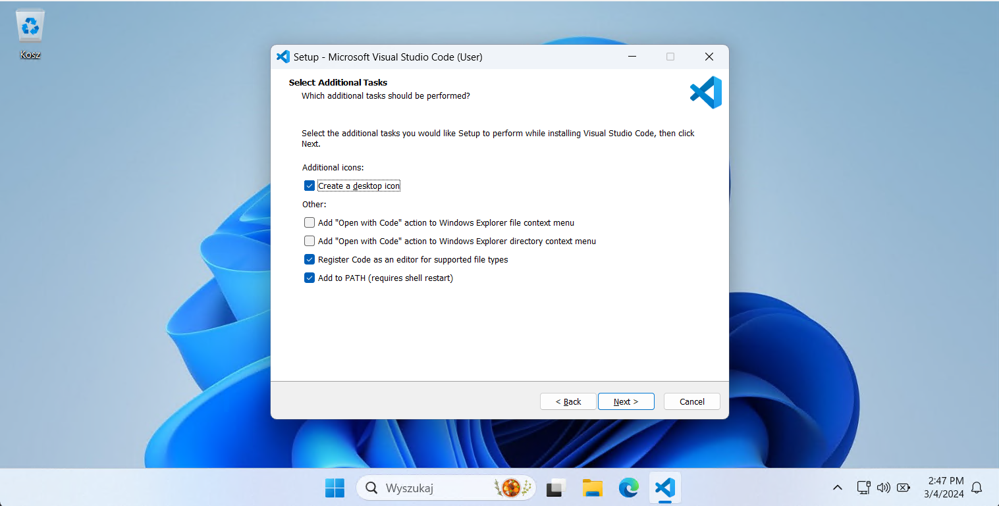 Kosz
Setup - Microsoft Visual Studio Code (User)
Select Additional Tasks
Which additional tasks should be performed?
Select the additional tasks you would like Setup to perform while installing Visual Studio Code, then click
Next.
Additional icons:
Create a desktop icon
Other:
Add "Open with Code" action to Windows Explorer file context menu
Add "Open with Code" action to Windows Explorer directory context menu
Register Code as an editor for supported file types
Add to PATH (requires shell restart)
< Back
Next >
Cancel
Wyszukaj
2:47 PM
3/4/2024